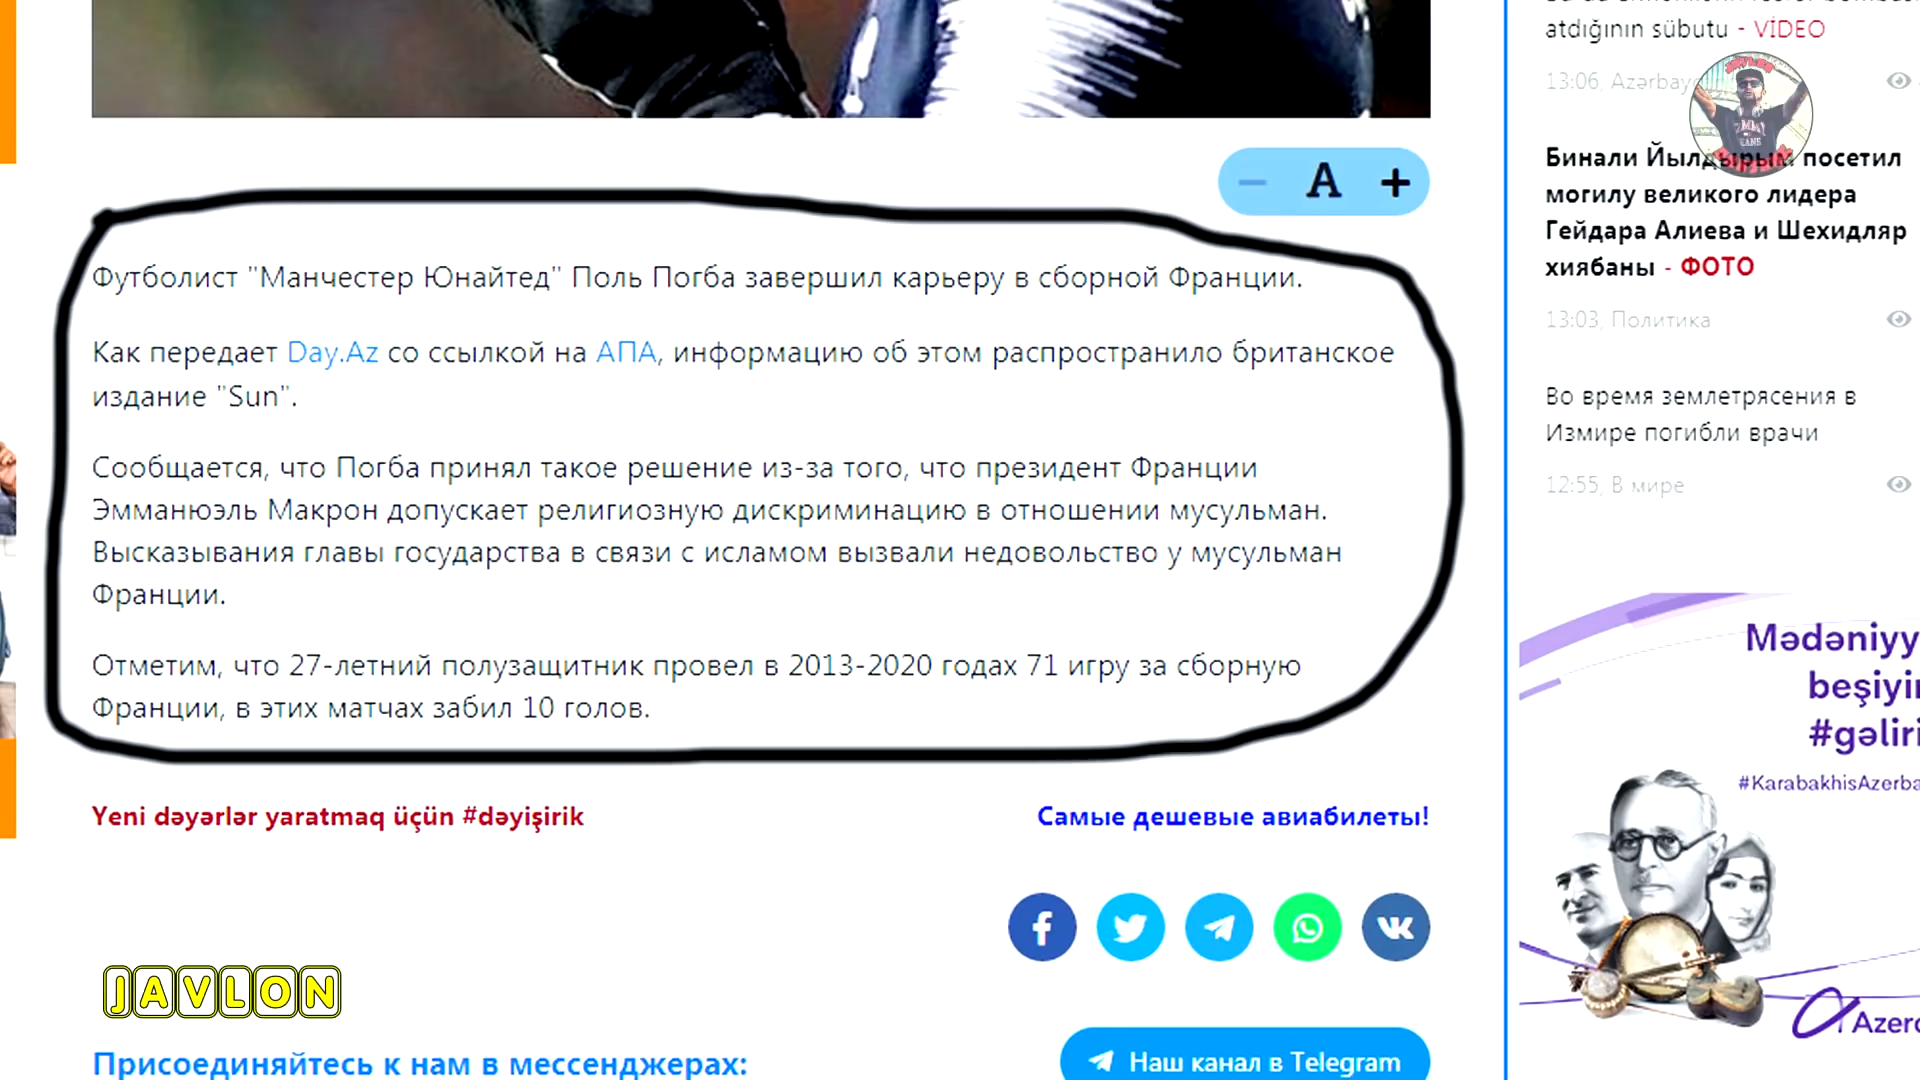 atdığının sübutu - VİDEO
Бинали Йылдырым посетил
могилу великого лидера
Гейдара Алиева и Шехидляр
хиябаны - ФОТО
13:03, Политика
Во время землетрясения в
Измире погибли врачи
12:55, В мире
- A +
Футболист "Манчестер Юнайтед" Поль Погба завершил карьеру в сборной Франции.
Как передает Day.Az со ссылкой на АПА, информацию об этом распространило британское
издание "Sun".
Сообщается, что Погба принял такое решение из-за того, что президент Франции
Эммануэль Макрон допускает религиозную дискриминацию в отношении мусульман.
Высказывания главы государства в связи с исламом вызвали недовольство у мусульман
Франции.
Отметим, что 27-летний полузащитник провел в 2013-2020 годах 71 игру за сборную
Франции, в этих матчах забил 10 голов.
Yeni dəyərlər yaratmaq üçün #dəyişirik
Самые дешевые авиабилеты!
JAVLON
Присоединяйтесь к нам в мессенджерах:
Наш канал в Telegram
Mədəniyy
beşiyi
#gəliri
#KarabakhisAzerba
Azerc